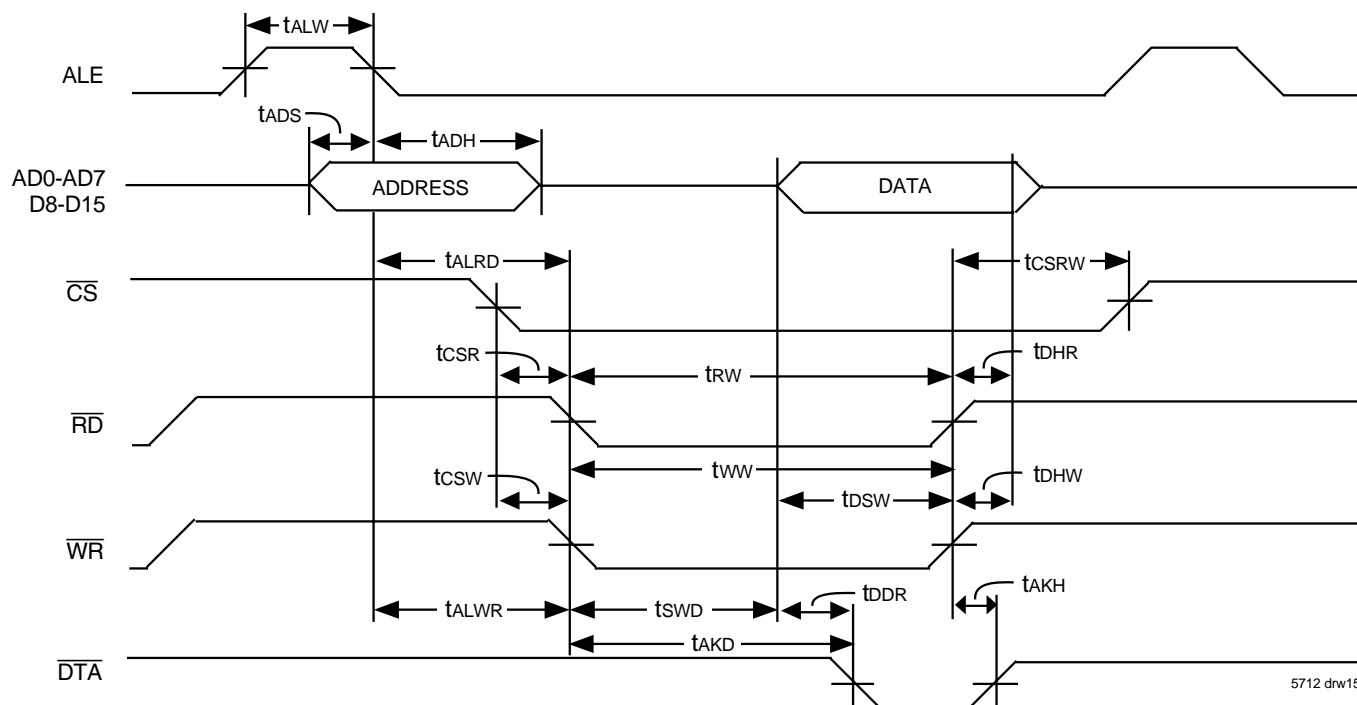 tALW
ALE
tADS
tADH
AD0-AD7
D8-D15
ADDRESS
DATA
tALRD
tCSRW
CS
tCSR
tRW
tDHR
RD
tCSW
tWW
tDHW
tDSW
WR
tDDR
tAKH
tALWR
tSWD
tAKD
DTA
5712 drw15